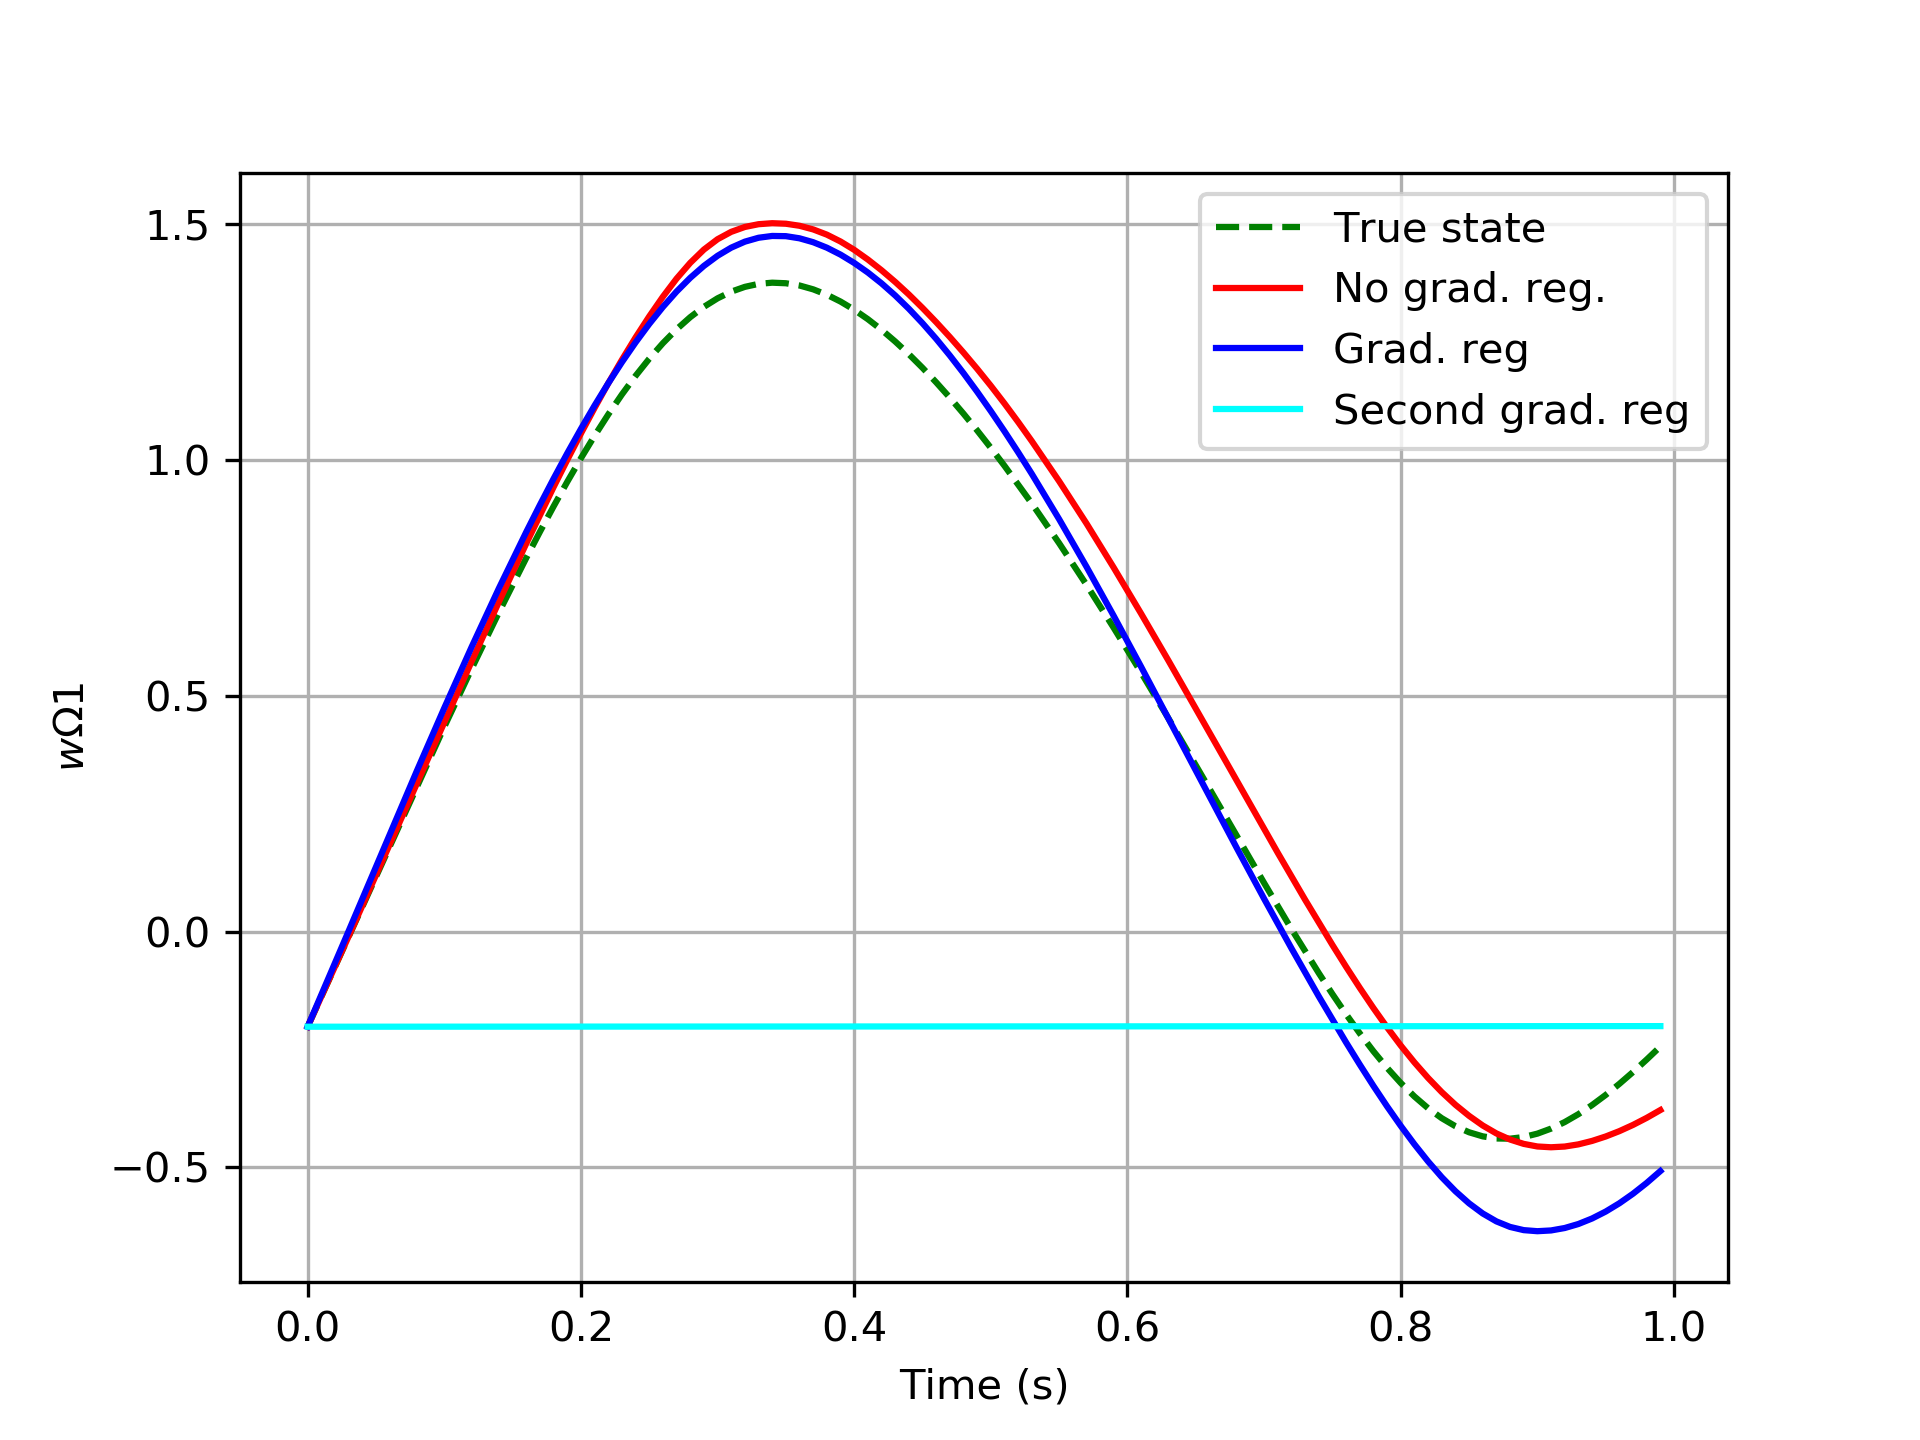 True state
No grad. reg.
Grad. reg
Second grad. reg
1.5
1.0
0.5
0.0
−0.5
wΩ1
0.0 0.2 0.4 0.6 0.8 1.0
Time (s)